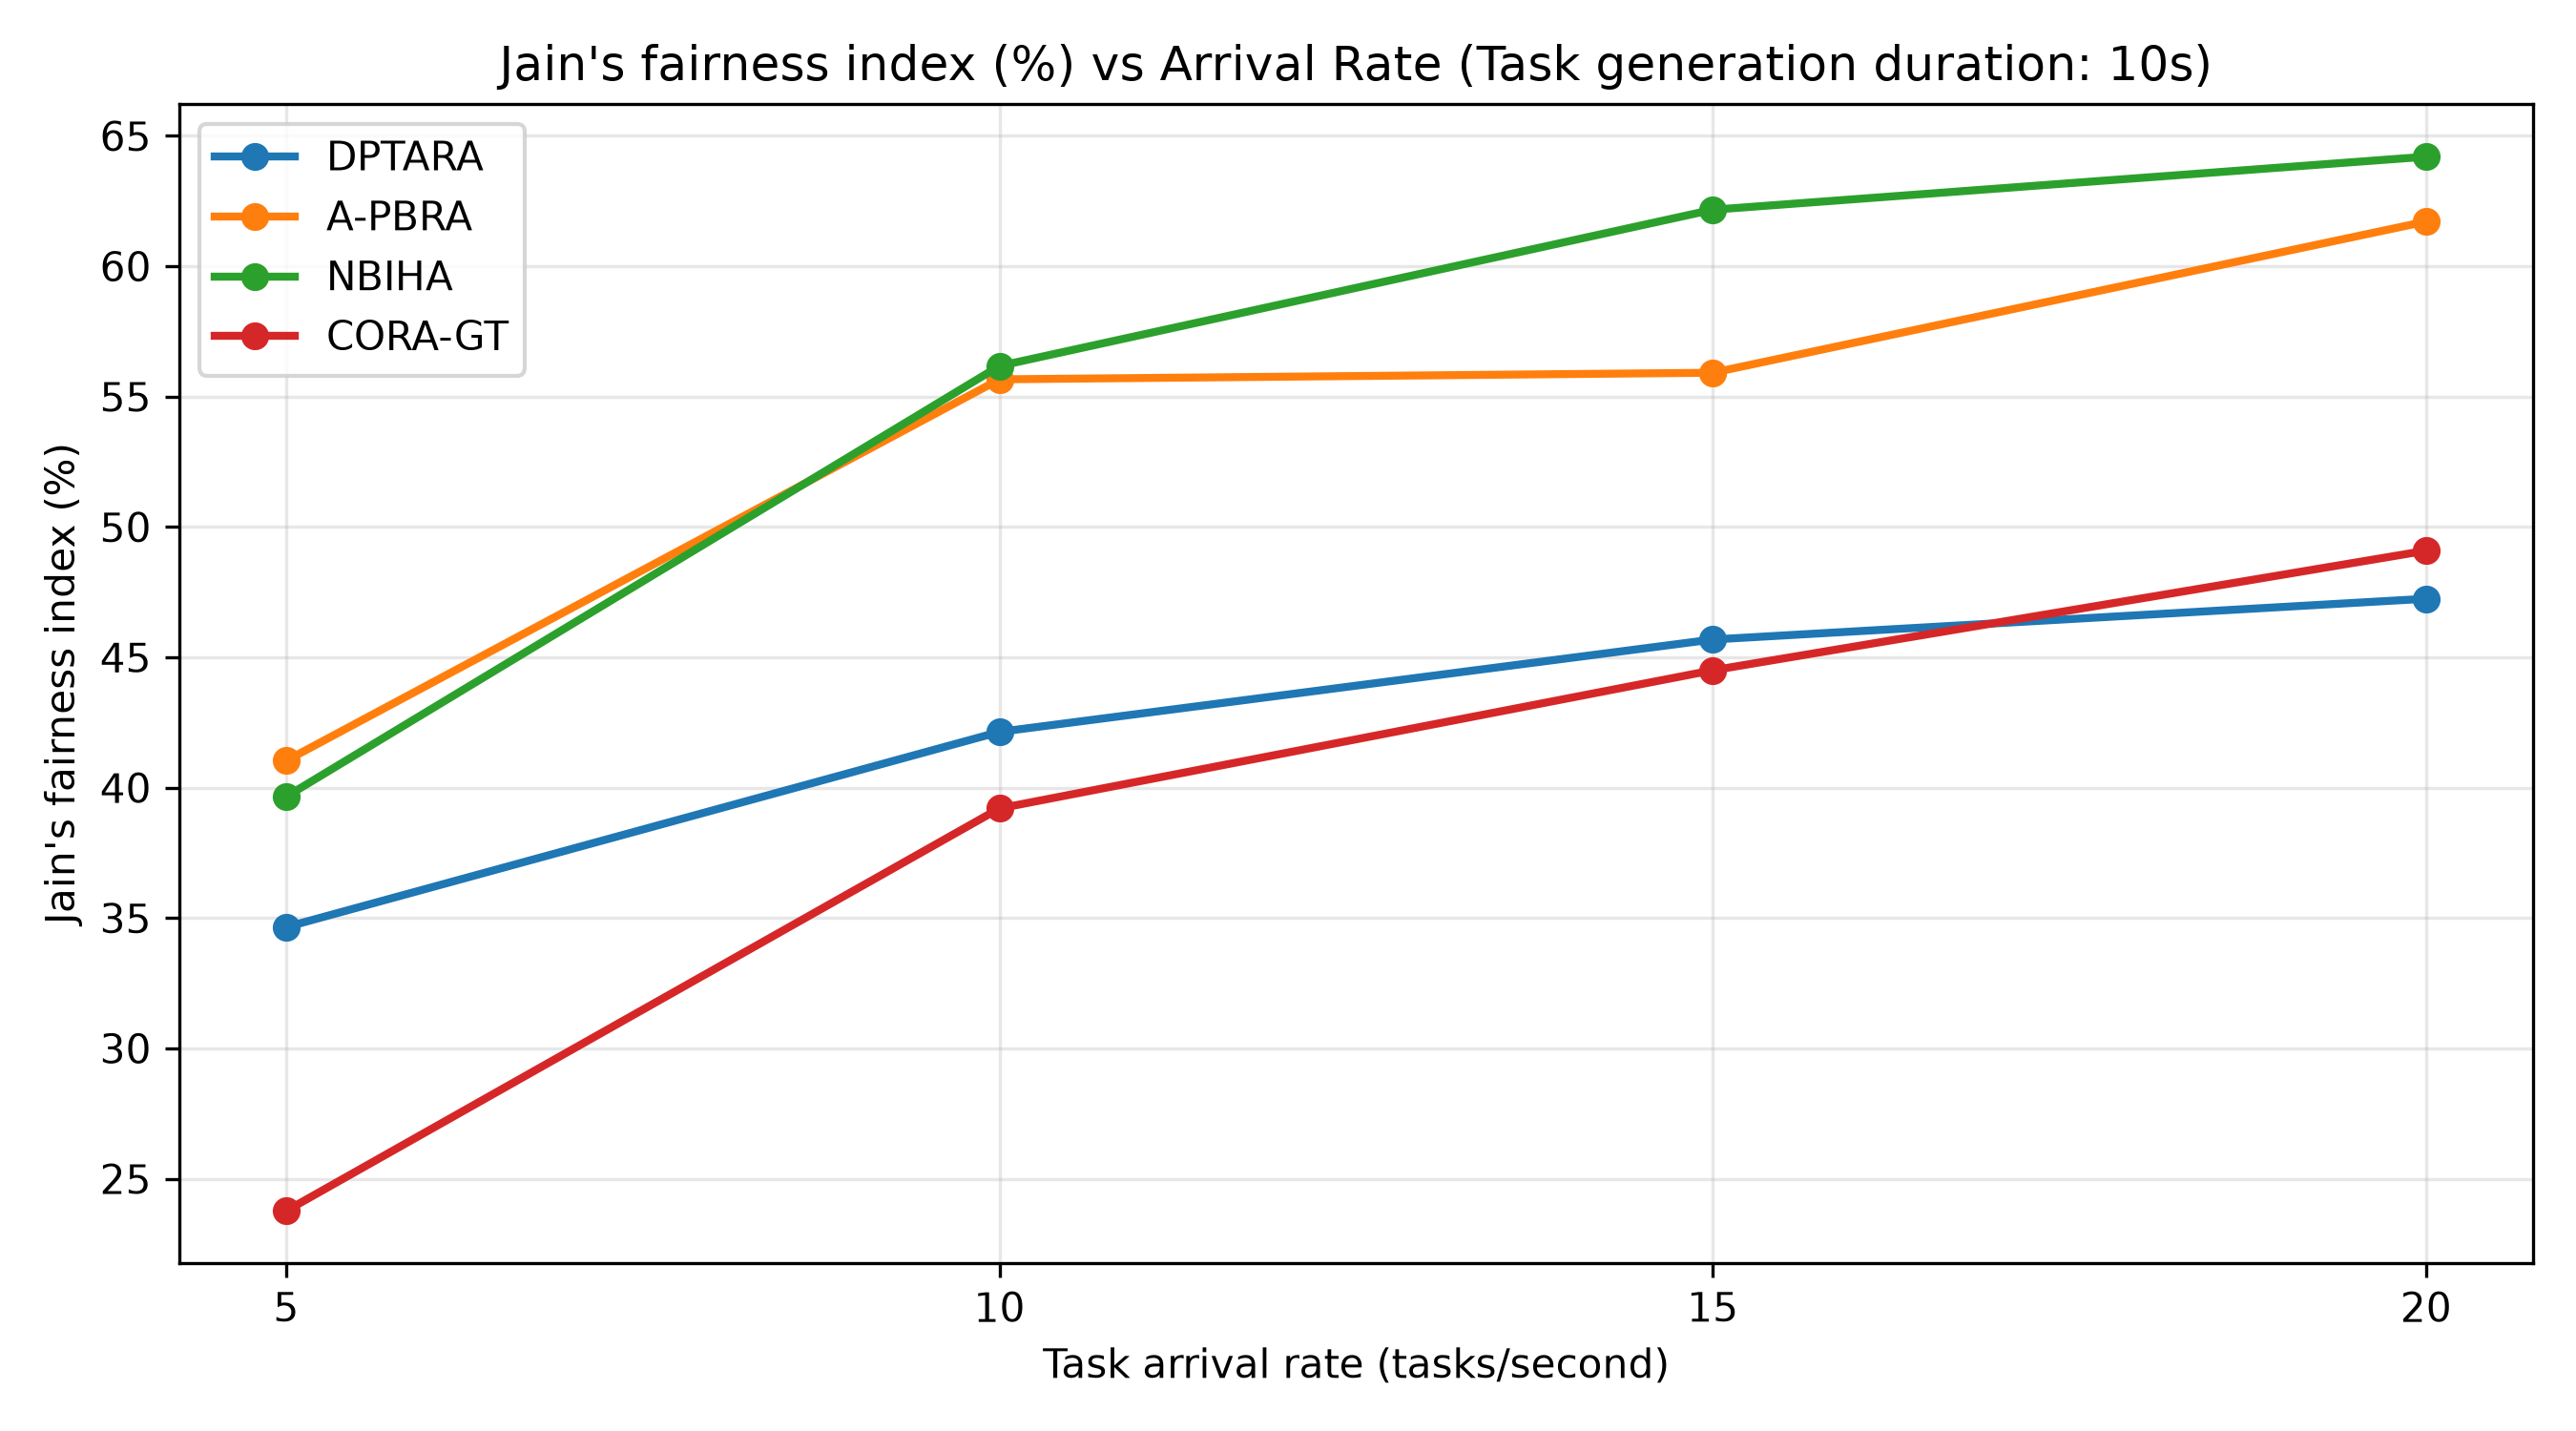 Jain's fairness index (%) vs Arrival Rate (Task generation duration: 10s)
DPTARA
A-PBRA
NBIHA
CORA-GT
Jain's fairness index (%)
65
60
55
50
45
40
35
30
25
5
10
15
20
Task arrival rate (tasks/second)